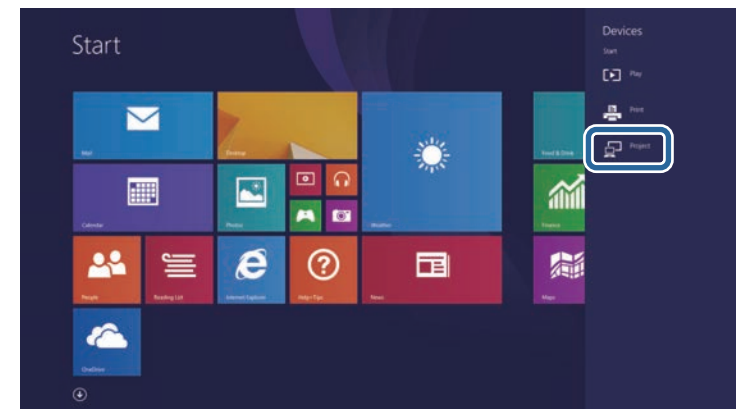 Start
Devices
Start
Play
Print
Project
Mail
Desktop
Weather
Food & Drink
Calendar
Photos
Finance
People
Reading List
Internet Explorer
Help+Tips
News
Maps
OneDrive